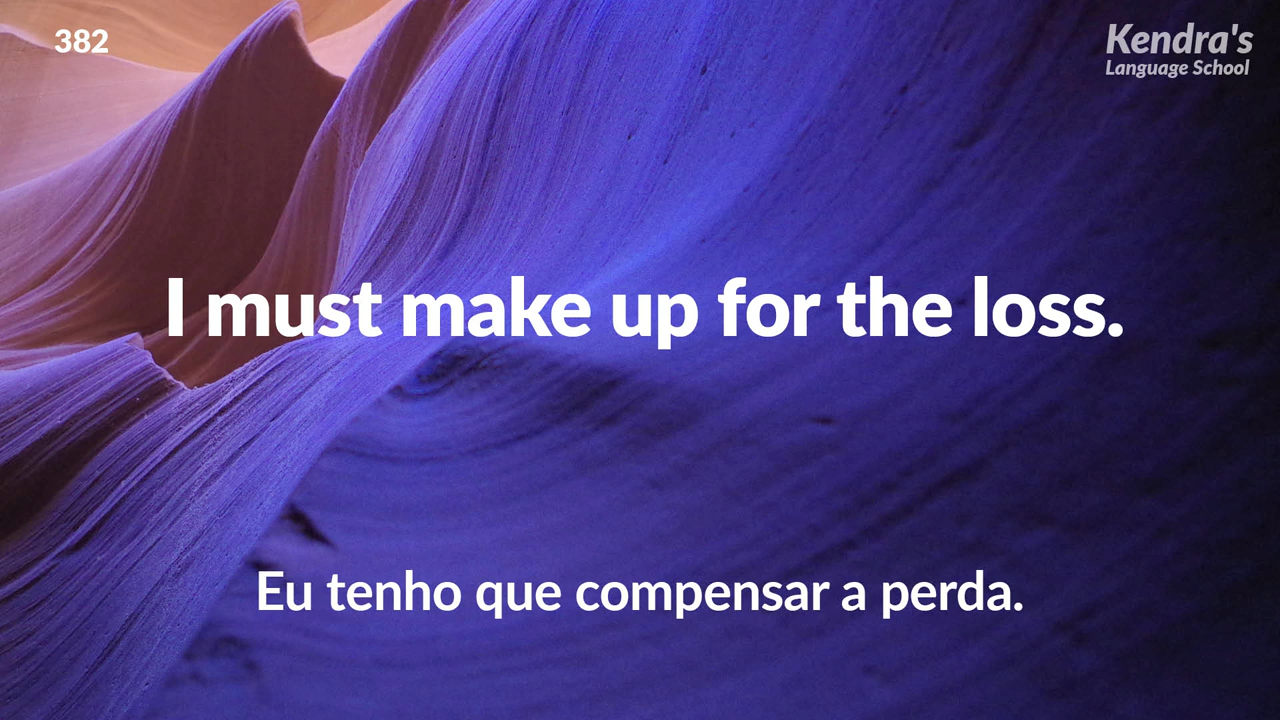 382
Kendra's
Language School
I must make up for the loss.
Eu tenho que compensar a perda.